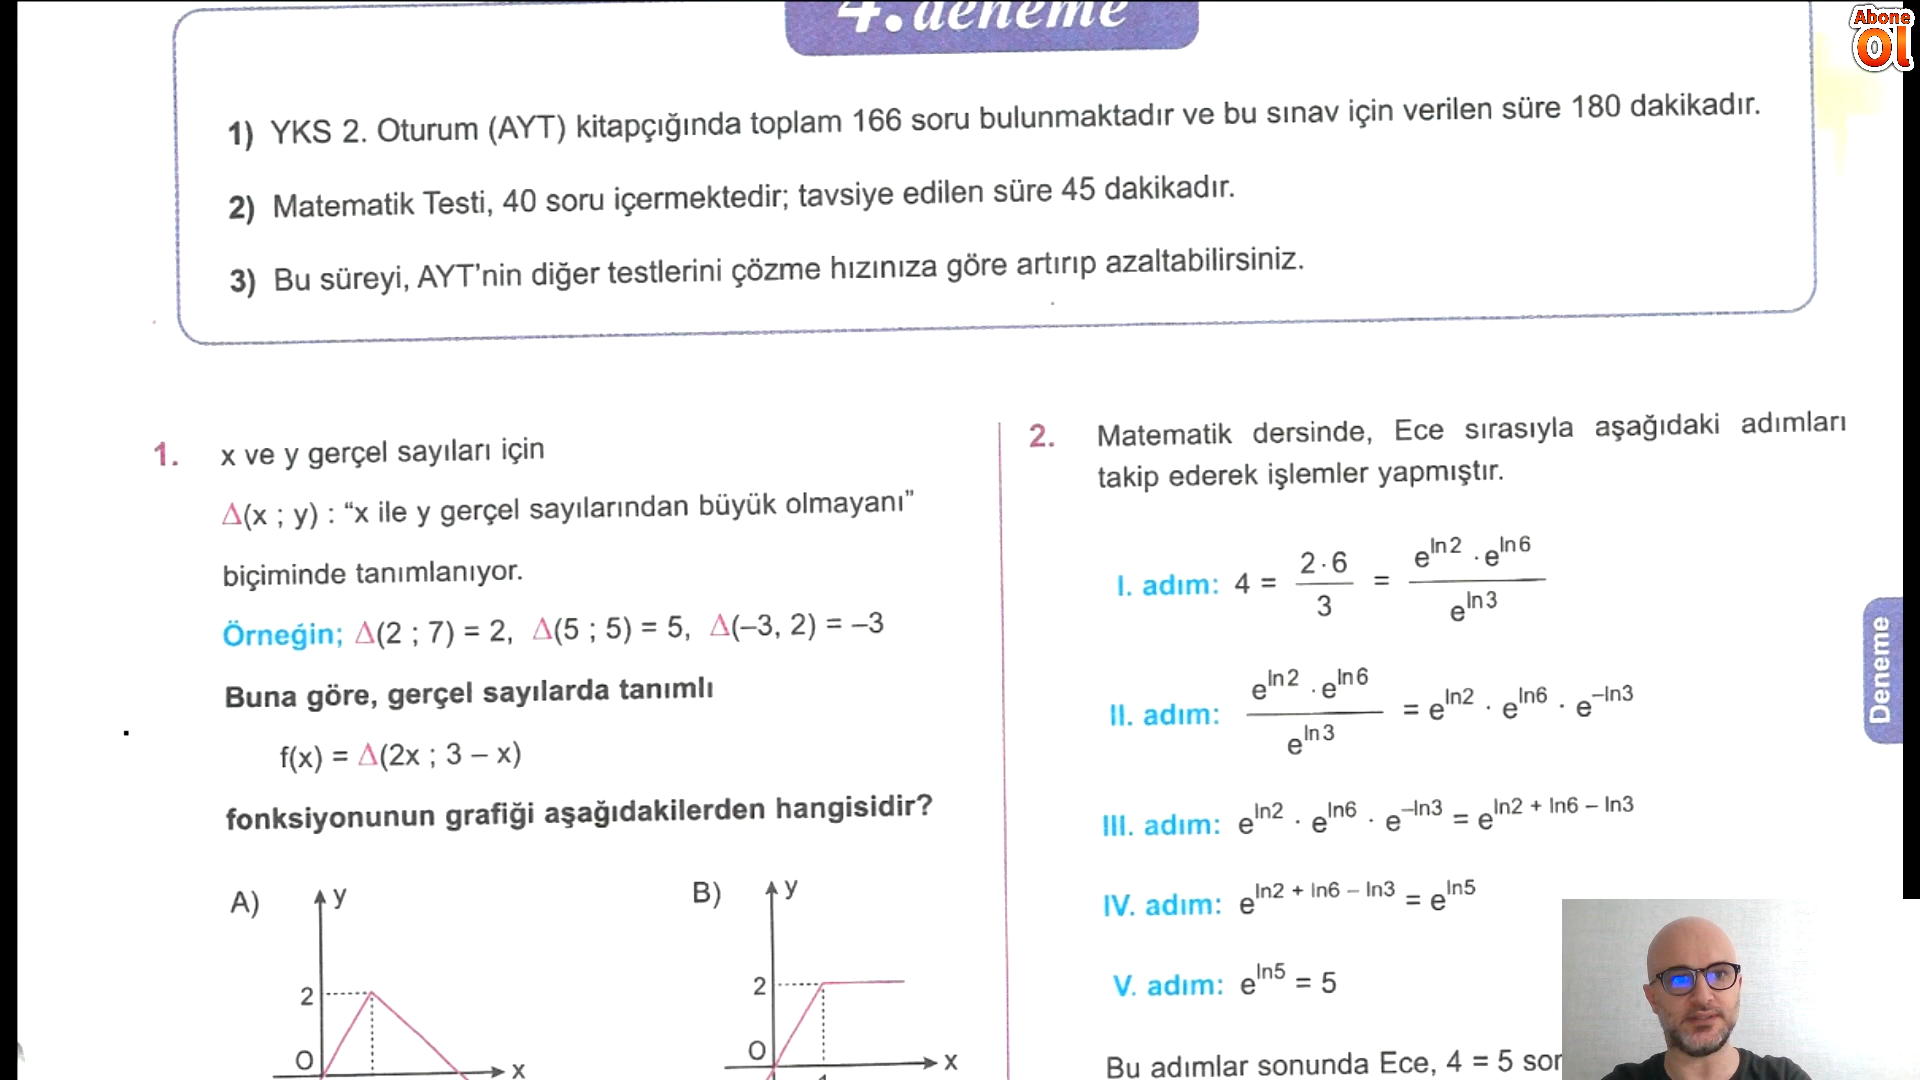 4. deneme
Abone
Ol
1) YKS 2. Oturum (AYT) kitapçığında toplam 166 soru bulunmaktadır ve bu sınav için verilen süre 180 dakikadır.
2) Matematik Testi, 40 soru içermektedir; tavsiye edilen süre 45 dakikadır.
3) Bu süreyi, AYT'nin diğer testlerini çözme hızınıza göre artırıp azaltabilirsiniz.
1. x ve y gerçel sayıları için
Δ(x ; y) : “x ile y gerçel sayılarından büyük olmayanı”
biçiminde tanımlanıyor.
Örneğin; Δ(2 ; 7) = 2, Δ(5 ; 5) = 5, Δ(–3, 2) = –3
Buna göre, gerçel sayılarda tanımlı
f(x) = Δ(2x ; 3 – x)
fonksiyonunun grafiği aşağıdakilerden hangisidir?
A) y
2
O x
B) y
2
O x
2. Matematik dersinde, Ece sırasıyla aşağıdaki adımları
takip ederek işlemler yapmıştır.
I. adım: 4 = (2·6)/3 = (e^ln2 · e^ln6)/(e^ln3)
II. adım: (e^ln2 · e^ln6)/(e^ln3) = e^ln2 · e^ln6 · e^–ln3
III. adım: e^ln2 · e^ln6 · e^–ln3 = e^(ln2 + ln6 – ln3)
IV. adım: e^(ln2 + ln6 – ln3) = e^ln5
V. adım: e^ln5 = 5
Bu adımlar sonunda Ece, 4 = 5
Deneme